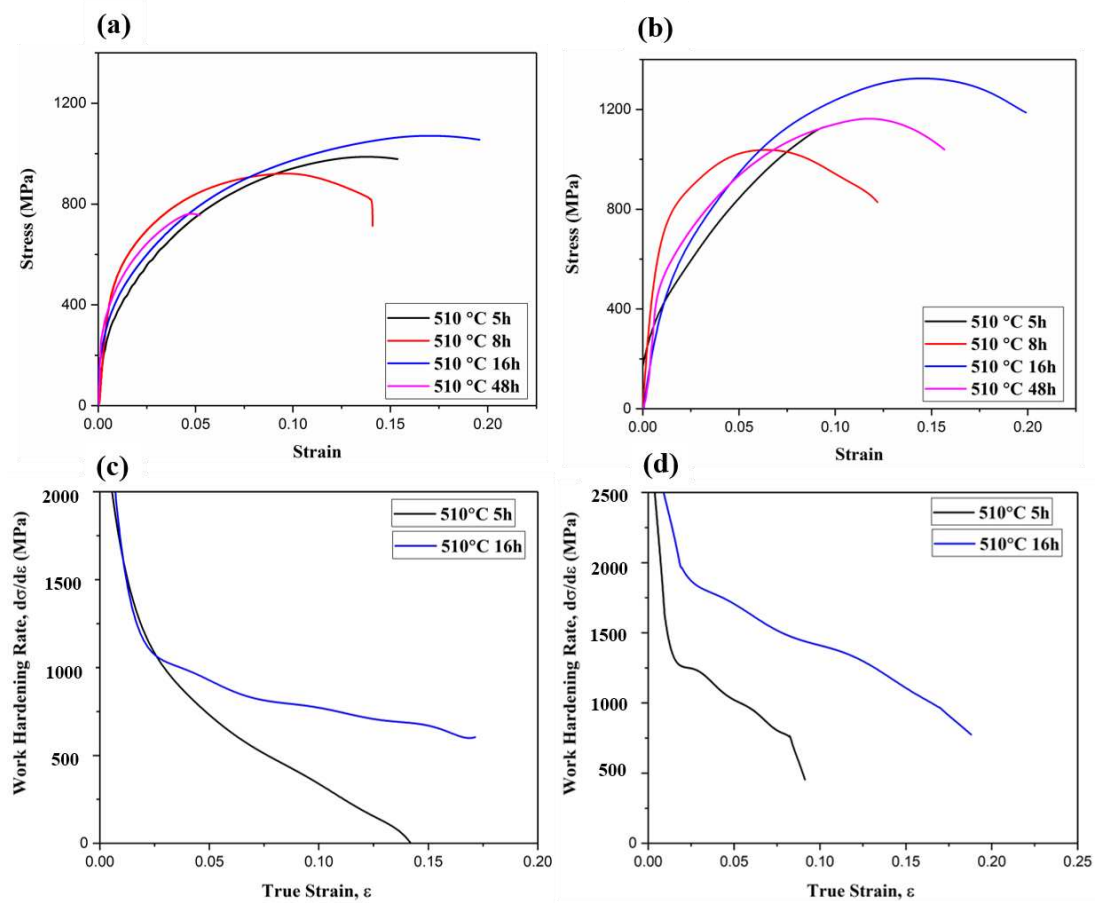 (a)
Stress (MPa)
1200
800
400
0
0.00 0.05 0.10 0.15 0.20
Strain
510 °C 5h
510 °C 8h
510 °C 16h
510 °C 48h
(b)
Stress (MPa)
1200
800
400
0
0.00 0.05 0.10 0.15 0.20
Strain
510 °C 5h
510 °C 8h
510 °C 16h
510 °C 48h
(c)
Work Hardening Rate, dσ/dε (MPa)
2000
1500
1000
500
0
0.00 0.05 0.10 0.15 0.20
True Strain, ε
510°C 5h
510°C 16h
(d)
Work Hardening Rate, dσ/dε (MPa)
2500
2000
1500
1000
500
0
0.00 0.05 0.10 0.15 0.20 0.25
True Strain, ε
510°C 5h
510°C 16h